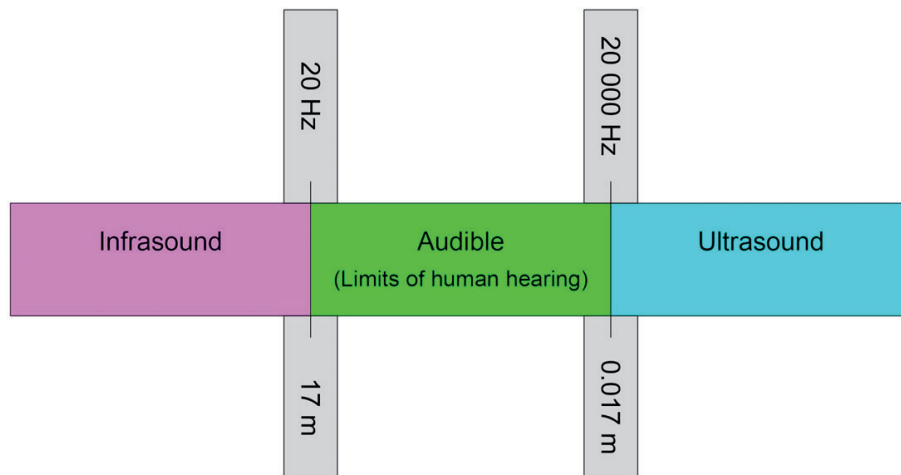 20 Hz
20 000 Hz
Infrasound
Audible
(Limits of human hearing)
Ultrasound
17 m
0.017 m